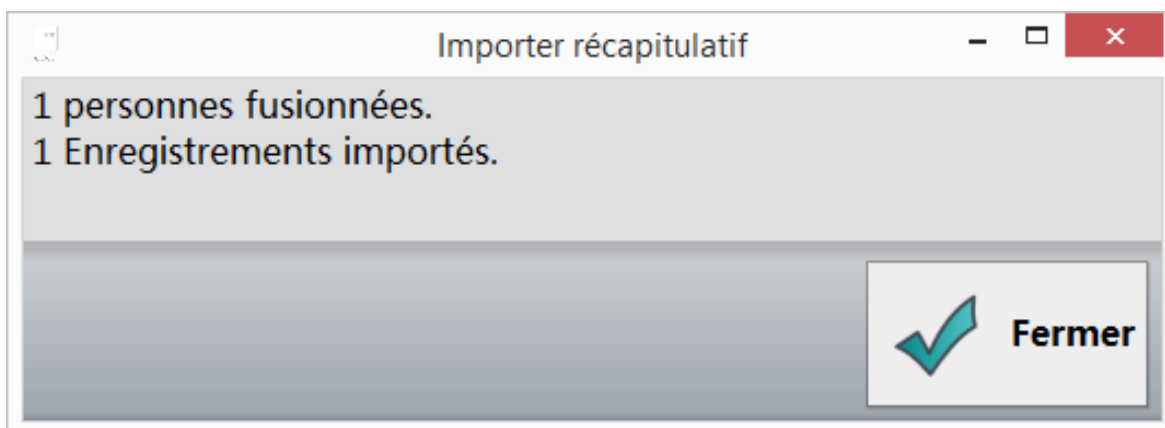 Importer récapitulatif
1 personnes fusionnées.
1 Enregistrements importés.
Fermer